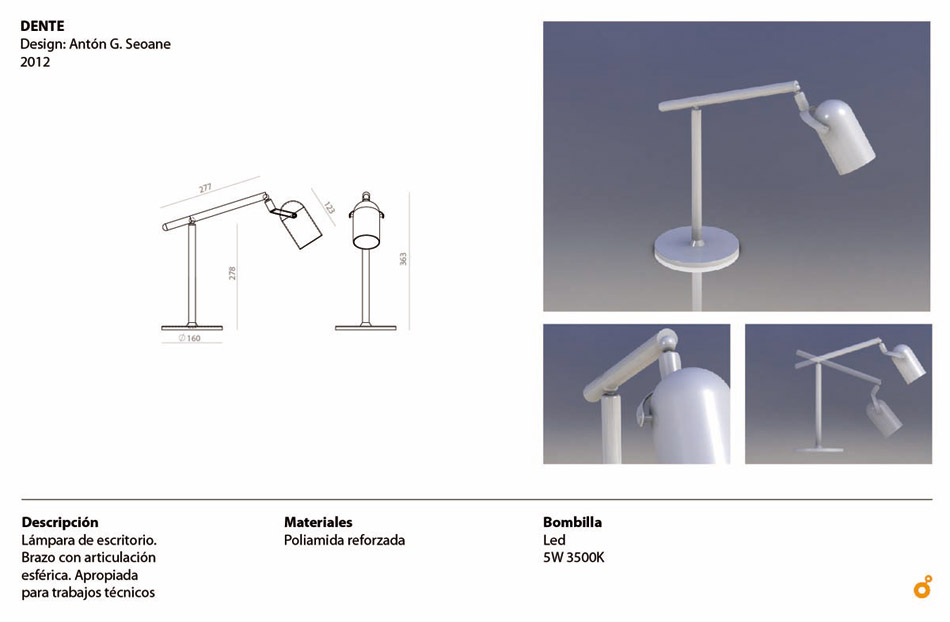 DENTE
Design: Antón G. Seoane
2012
277
123
278
363
∅160
Descripción
Lámpara de escritorio.
Brazo con articulación
esférica. Apropiada
para trabajos técnicos
Materiales
Poliamida reforzada
Bombilla
Led
5W 3500K